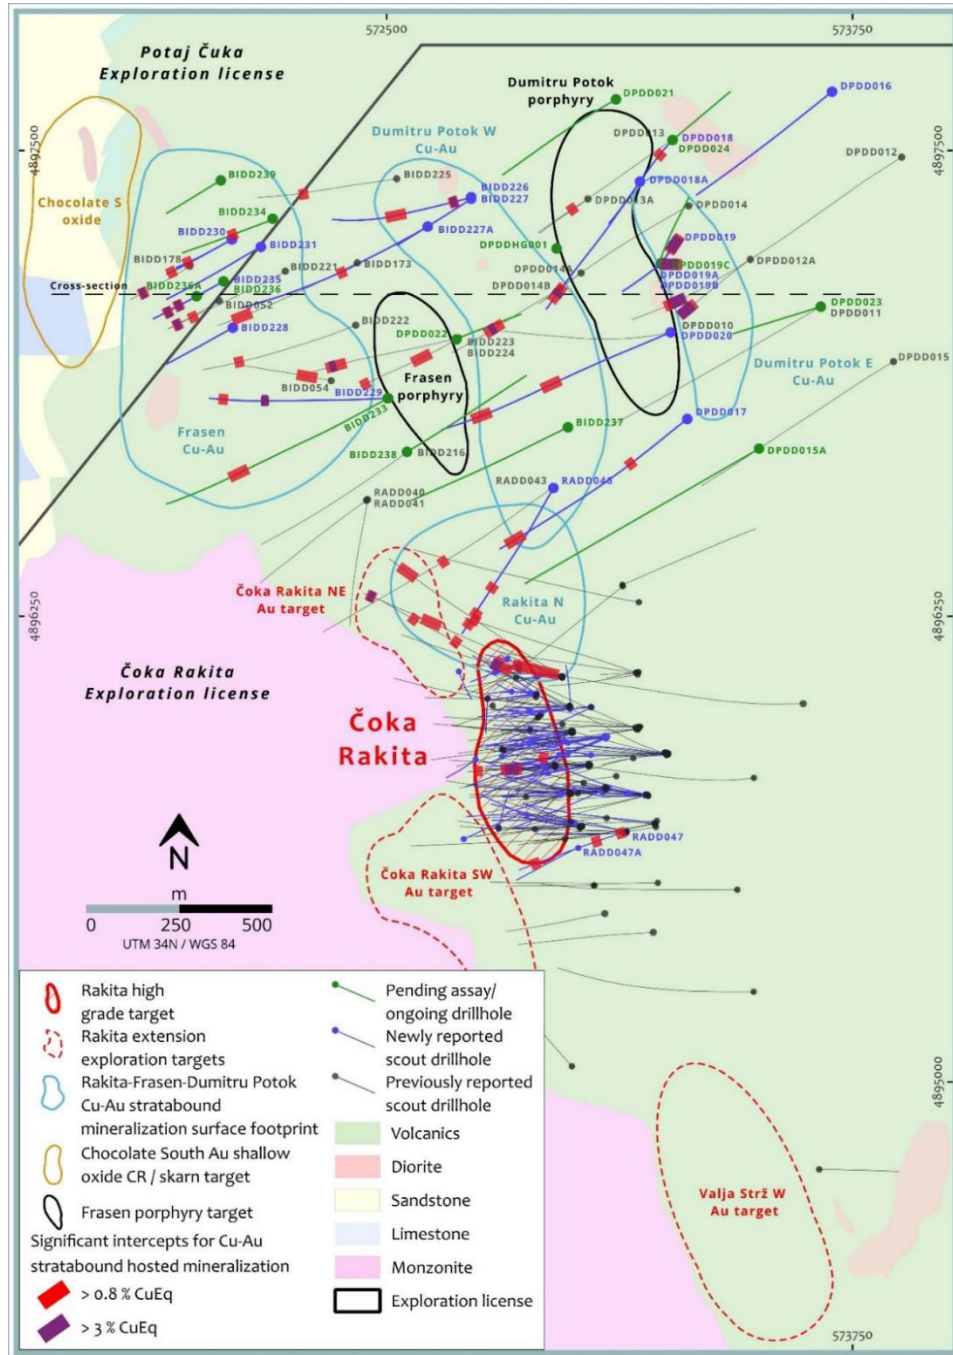 572500
573750
Potaj Čuka
Exploration license
Dumitru Potok
porphyry
DPDD021
DPDD016
DPDD013
DPDD018
DPDD024
DPDD012
4897500
4897500
Dumitru Potok W
Cu-Au
BIDD239
BIDD225
BIDD226
BIDD227
DPDD018A
DPDD013A
DPDD014
Chocolate S
oxide
BIDD234
BIDD230
BIDD231
BIDD227A
DPDDHG001
DPDD019
BIDD178
BIDD221
BIDD173
DPDD014A
DPDD019C
DPDD019A
DPDD019B
DPDD012A
Cross-section
BIDD236A
BIDD235
BIDD236
BIDD052
DPDD014B
DPDD023
DPDD011
BIDD228
BIDD222
DPDD022
BIDD223
BIDD224
DPDD010
DPDD020
DPDD015
Dumitru Potok E
Cu-Au
BIDD054
BIDD229
Frasen
porphyry
BIDD233
Frasen
Cu-Au
BIDD237
DPDD017
BIDD238
BIDD216
DPDD015A
RADD040
RADD041
RADD043
RADD046
Čoka Rakita NE
Au target
Rakita N
Cu-Au
4896250
4896250
Čoka Rakita
Exploration license
Čoka
Rakita
RADD047
RADD047A
Čoka Rakita SW
Au target
N
m
0
250
500
UTM 34N / WGS 84
4895000
Valja Strž W
Au target
573750
Rakita high
grade target
Rakita extension
exploration targets
Rakita-Frasen-Dumitru Potok
Cu-Au stratabound
mineralization surface footprint
Chocolate South Au shallow
oxide CR / skarn target
Frasen porphyry target
Significant intercepts for Cu-Au
stratabound hosted mineralization
> 0.8 % CuEq
> 3 % CuEq
Pending assay/
ongoing drillhole
Newly reported
scout drillhole
Previously reported
scout drillhole
Volcanics
Diorite
Sandstone
Limestone
Monzonite
Exploration license